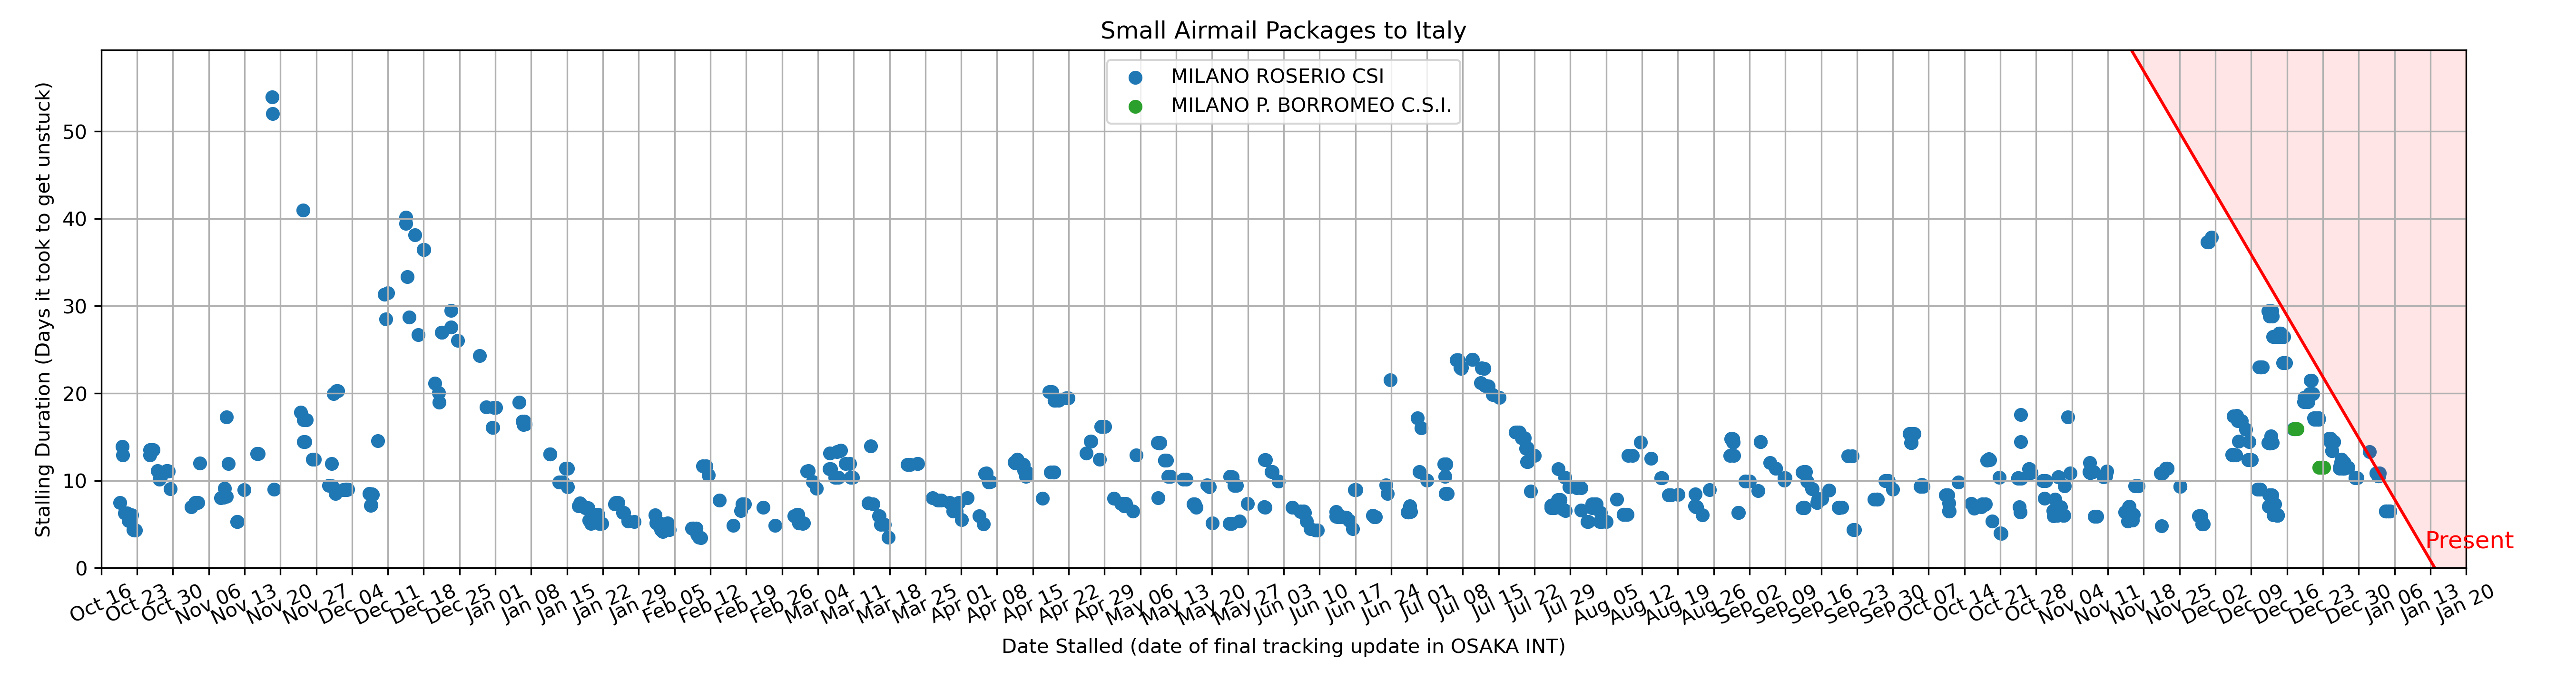 Small Airmail Packages to Italy
MILANO ROSERIO CSI
MILANO P. BORROMEO C.S.I.
Stalling Duration (Days it took to get unstuck)
50
40
30
20
10
0
Present
Oct 16 Oct 23 Oct 30 Nov 06 Nov 13 Nov 20 Nov 27 Dec 04 Dec 11 Dec 18 Dec 25 Jan 01 Jan 08 Jan 15 Jan 22 Jan 29 Feb 05 Feb 12 Feb 19 Feb 26 Mar 04 Mar 11 Mar 18 Mar 25 Apr 01 Apr 08 Apr 15 Apr 22 Apr 29 May 06 May 13 May 20 May 27 Jun 03 Jun 10 Jun 17 Jun 24 Jul 01 Jul 08 Jul 15 Jul 22 Jul 29 Aug 05 Aug 12 Aug 19 Aug 26 Sep 02 Sep 09 Sep 16 Sep 23 Sep 30 Oct 07 Oct 14 Oct 21 Oct 28 Nov 04 Nov 11 Nov 18 Nov 25 Dec 02 Dec 09 Dec 16 Dec 23 Dec 30 Jan 06 Jan 13 Jan 20
Date Stalled (date of final tracking update in OSAKA INT)